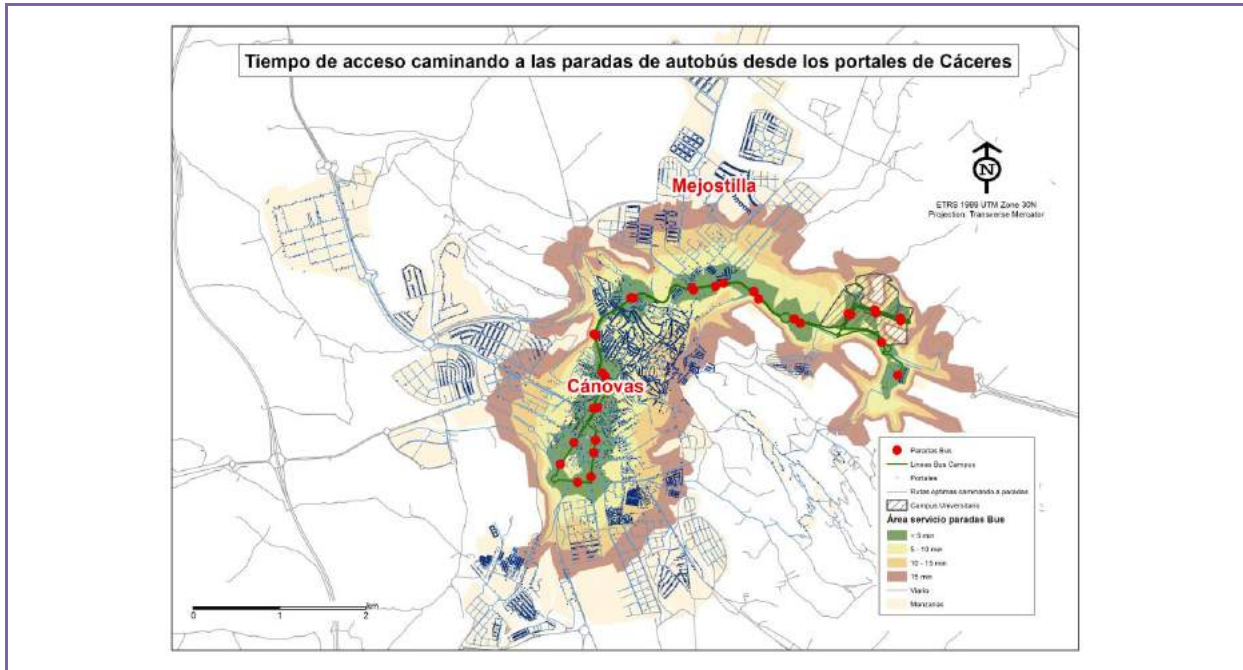 Tiempo de acceso caminando a las paradas de autobús desde los portales de Cáceres
N
ETRS 1989 UTM Zone 30N
Projection: Transverse Mercator
Mejostilla
Cánovas
Paradas Bus
Lineas Bus Campus
Portales
Rutas óptimas caminando a paradas
Campus Universitario
Área servicio paradas Bus
< 5 min
5 - 10 min
10 - 15 min
15 min
Viario
Manzanas
km
0 1 2